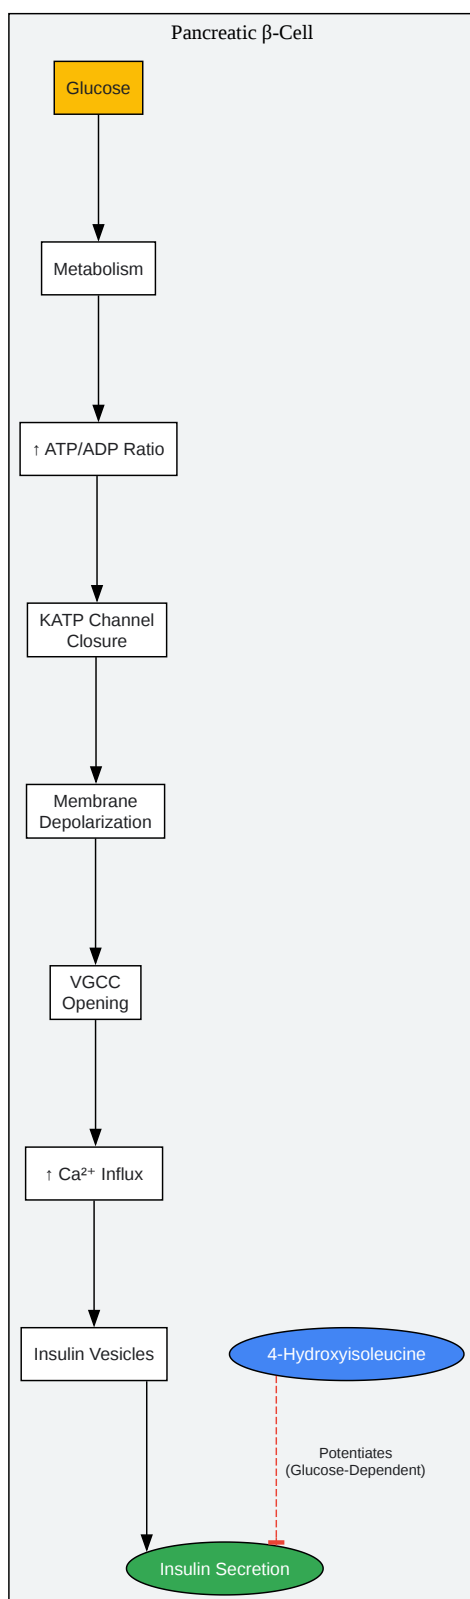 Pancreatic β-Cell
Glucose
Metabolism
↑ ATP/ADP Ratio
KATP Channel
Closure
Membrane
Depolarization
VGCC
Opening
↑ Ca²⁺ Influx
Insulin Vesicles
4-Hydroxyisoleucine
Potentiates
(Glucose-Dependent)
Insulin Secretion